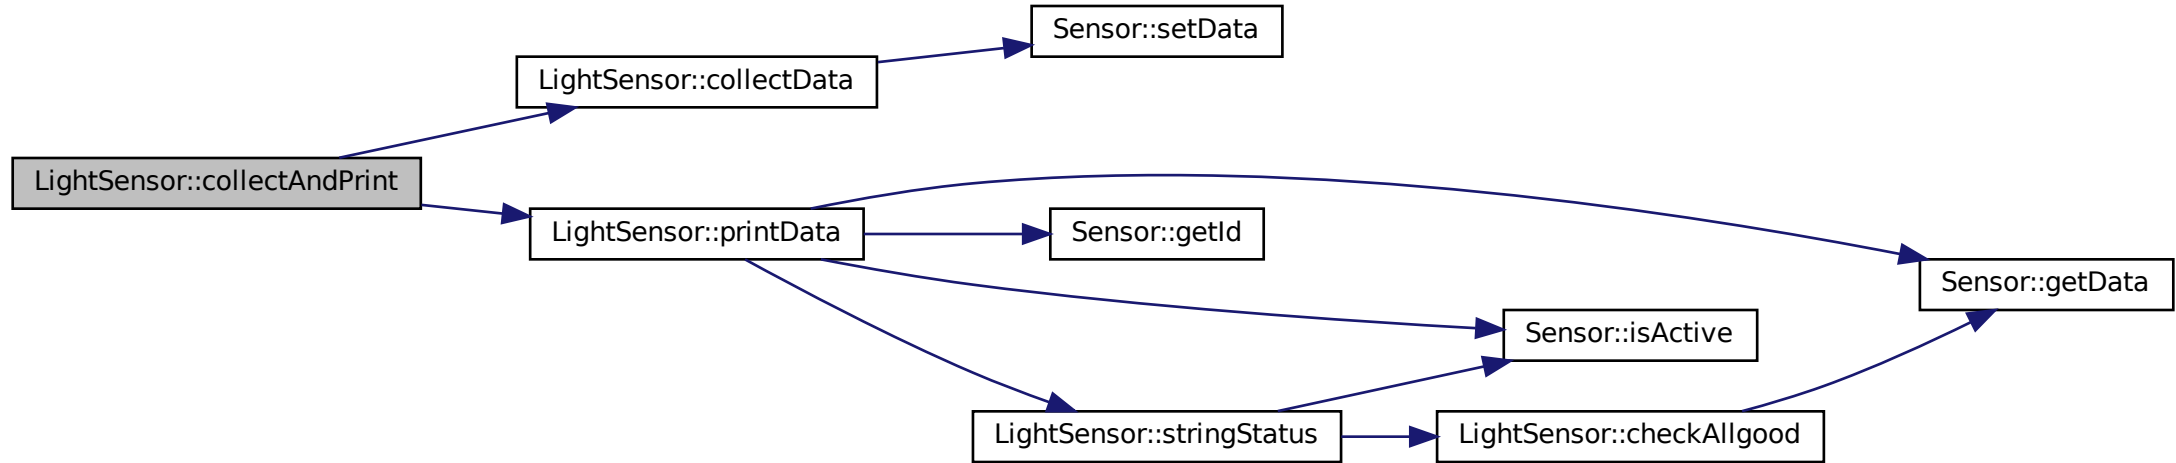 Sensor::setData
LightSensor::collectData
LightSensor::collectAndPrint
LightSensor::printData
Sensor::getId
Sensor::getData
Sensor::isActive
LightSensor::stringStatus
LightSensor::checkAllgood